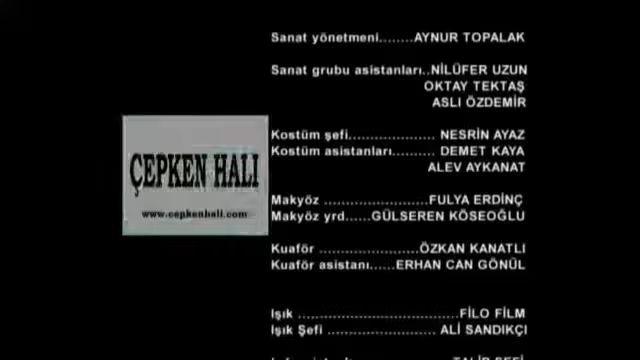 Sanat yönetmeni........AYNUR TOPALAK
Sanat grubu asistanları..NİLÜFER UZUN
OKTAY TEKTAŞ
ASLI ÖZDEMİR
ÇEPKEN HALI
www.cepkenhali.com
Kostüm şefi..................... NESRİN AYAZ
Kostüm asistanları.......... DEMET KAYA
ALEV AYKANAT
Makyöz ......................FULYA ERDİNÇ
Makyöz yrd......GÜLSEREN KÖSEOĞLU
Kuaför .......................ÖZKAN KANATLI
Kuaför asistanı......ERHAN CAN GÖNÜL
Işık .................................FİLO FİLM
Işık Şefi ...................... ALİ SANDIKÇI